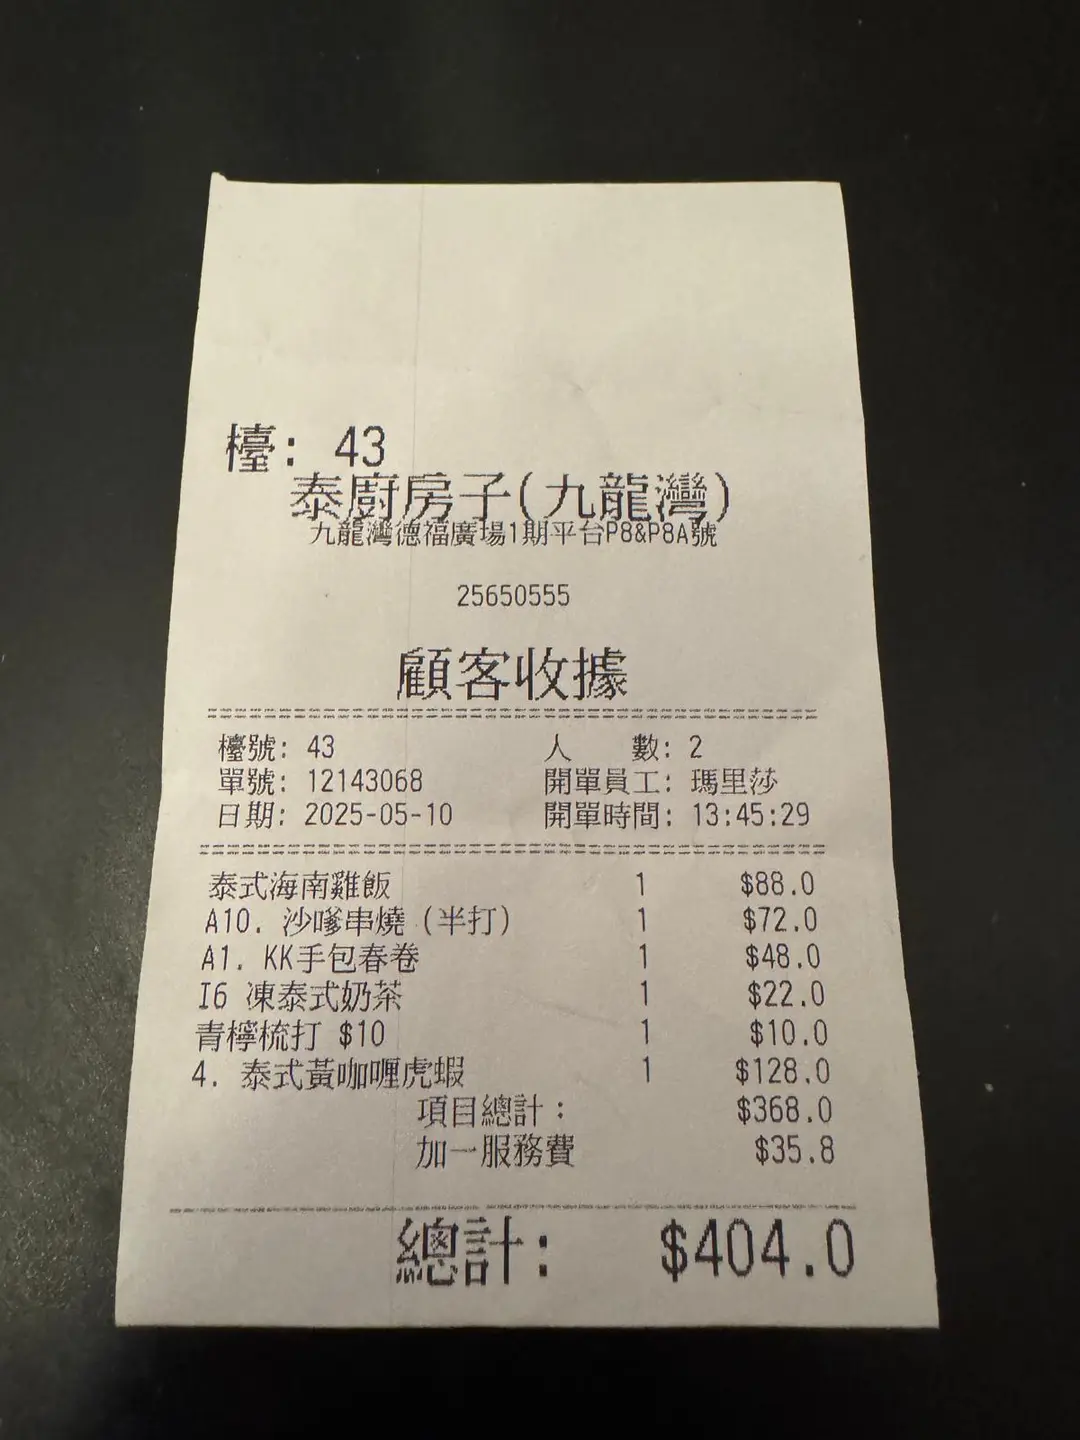 檯: 43
泰廚房子(九龍灣)
九龍灣德福廣場1期平台P8&P8A號
25650555
顧客收據
檯號: 43 人 數: 2
單號: 12143068 開單員工: 瑪里莎
日期: 2025-05-10 開單時間: 13:45:29
泰式海南雞飯 1 $88.0
A10. 沙嗲串燒 (半打) 1 $72.0
A1. KK手包春卷 1 $48.0
I6 凍泰式奶茶 1 $22.0
青檸梳打 $10 1 $10.0
4. 泰式黃咖喱虎蝦 1 $128.0
項目總計: $368.0
加一服務費 $35.8
總計: $404.0